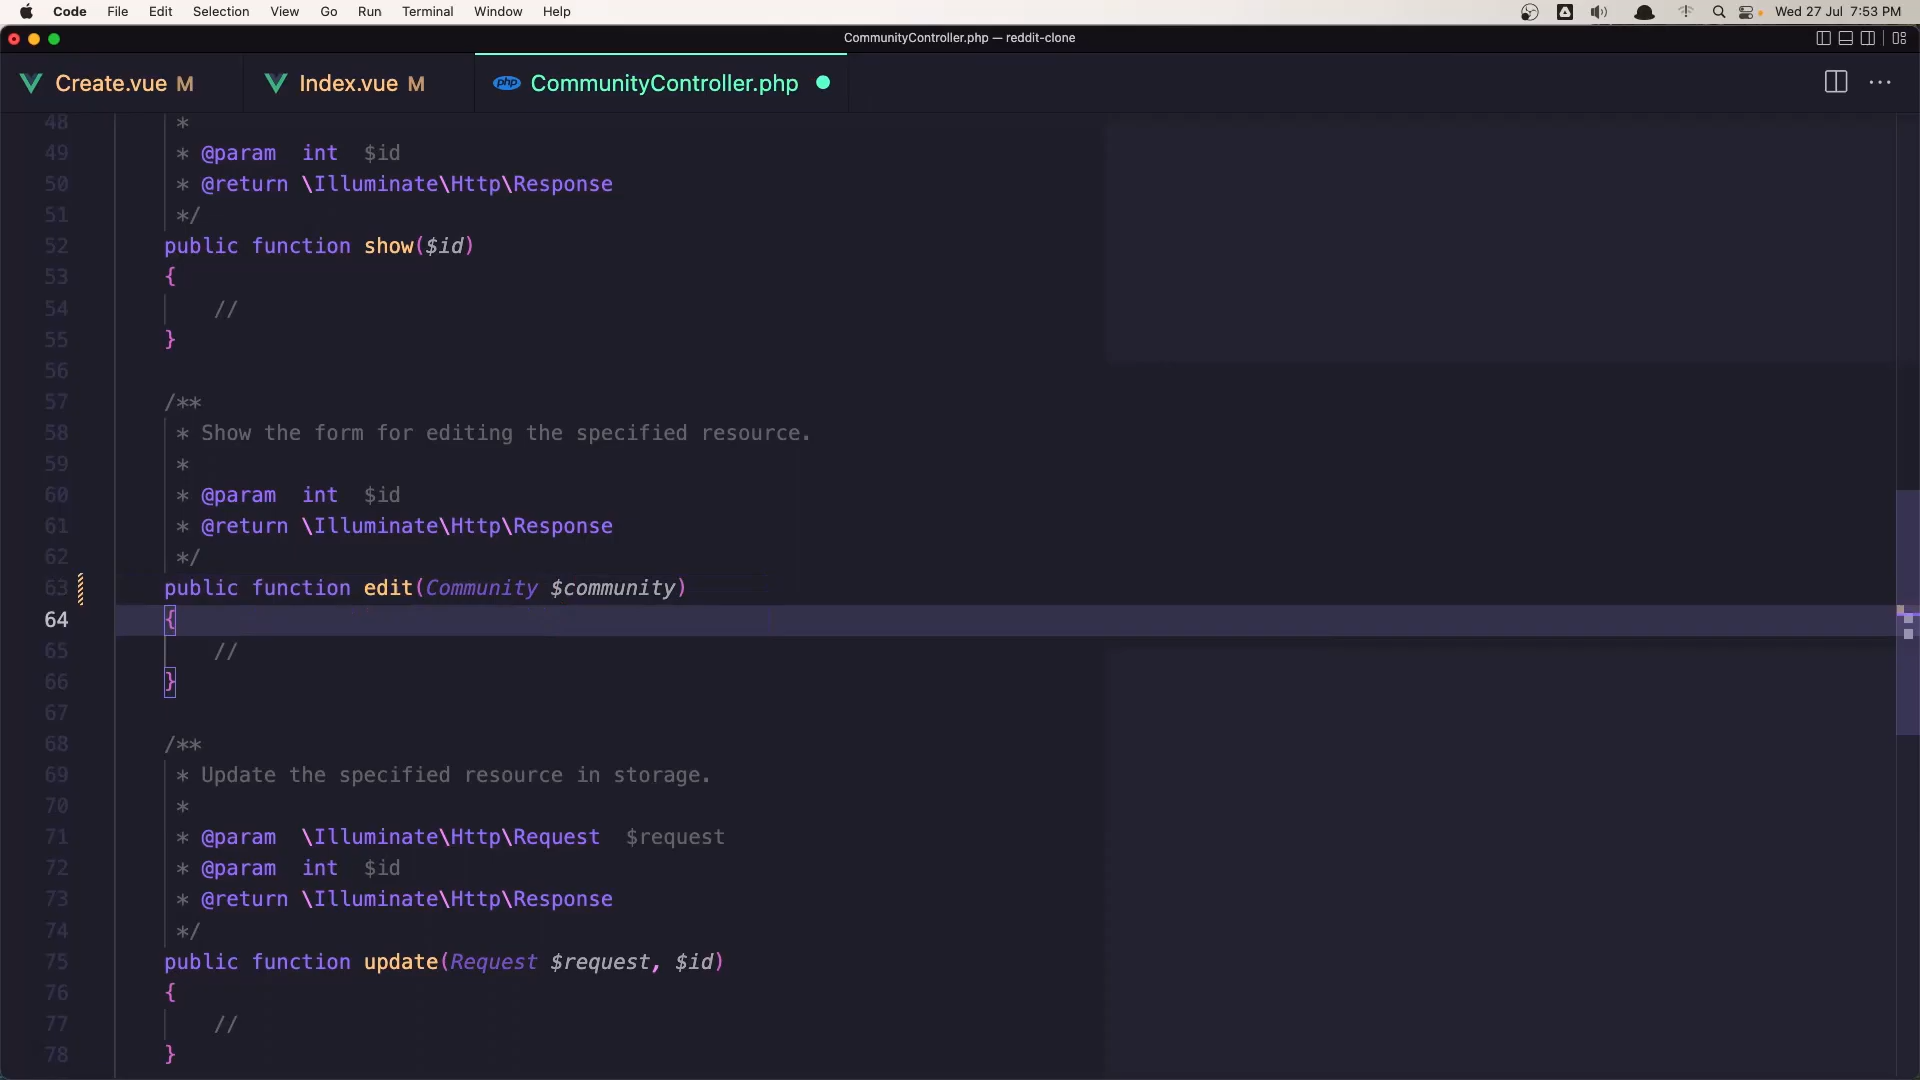 Code File Edit Selection View Go Run Terminal Window Help Wed 27 Jul 7:53 PM
CommunityController.php — reddit-clone
Create.vue M Index.vue M php CommunityController.php
48 *
49 * @param int $id
50 * @return \Illuminate\Http\Response
51 */
52 public function show($id)
53 {
54 //
55 }
56
57 /**
58 * Show the form for editing the specified resource.
59 *
60 * @param int $id
61 * @return \Illuminate\Http\Response
62 */
63 public function edit(Community $community)
64 {
65 //
66 }
67
68 /**
69 * Update the specified resource in storage.
70 *
71 * @param \Illuminate\Http\Request $request
72 * @param int $id
73 * @return \Illuminate\Http\Response
74 */
75 public function update(Request $request, $id)
76 {
77 //
78 }